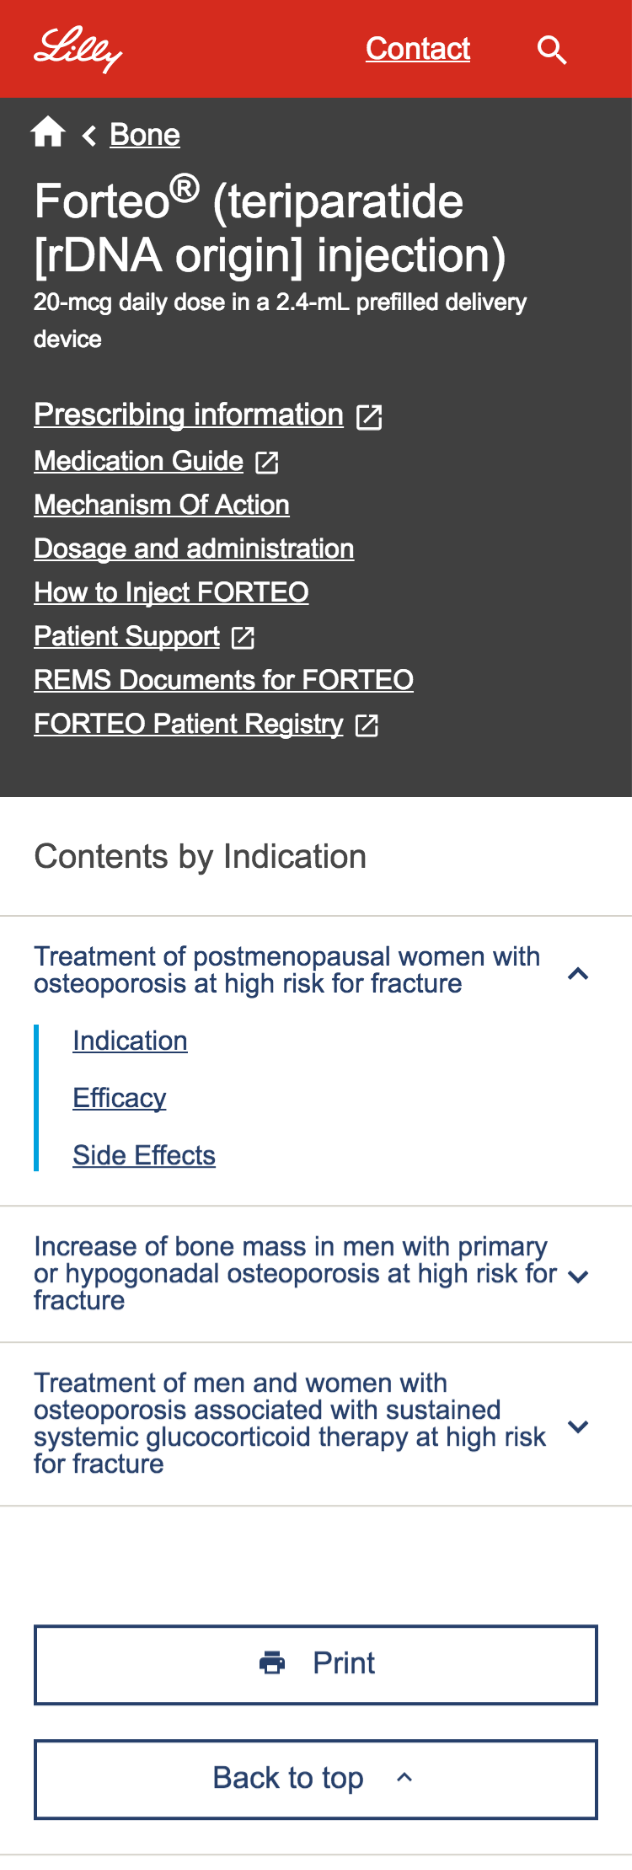 Lilly
Contact
Bone
Forteo® (teriparatide
[rDNA origin] injection)
20-mcg daily dose in a 2.4-mL prefilled delivery
device
Prescribing information
Medication Guide
Mechanism Of Action
Dosage and administration
How to Inject FORTEO
Patient Support
REMS Documents for FORTEO
FORTEO Patient Registry
Contents by Indication
Treatment of postmenopausal women with
osteoporosis at high risk for fracture
Indication
Efficacy
Side Effects
Increase of bone mass in men with primary
or hypogonadal osteoporosis at high risk for
fracture
Treatment of men and women with
osteoporosis associated with sustained
systemic glucocorticoid therapy at high risk
for fracture
Print
Back to top